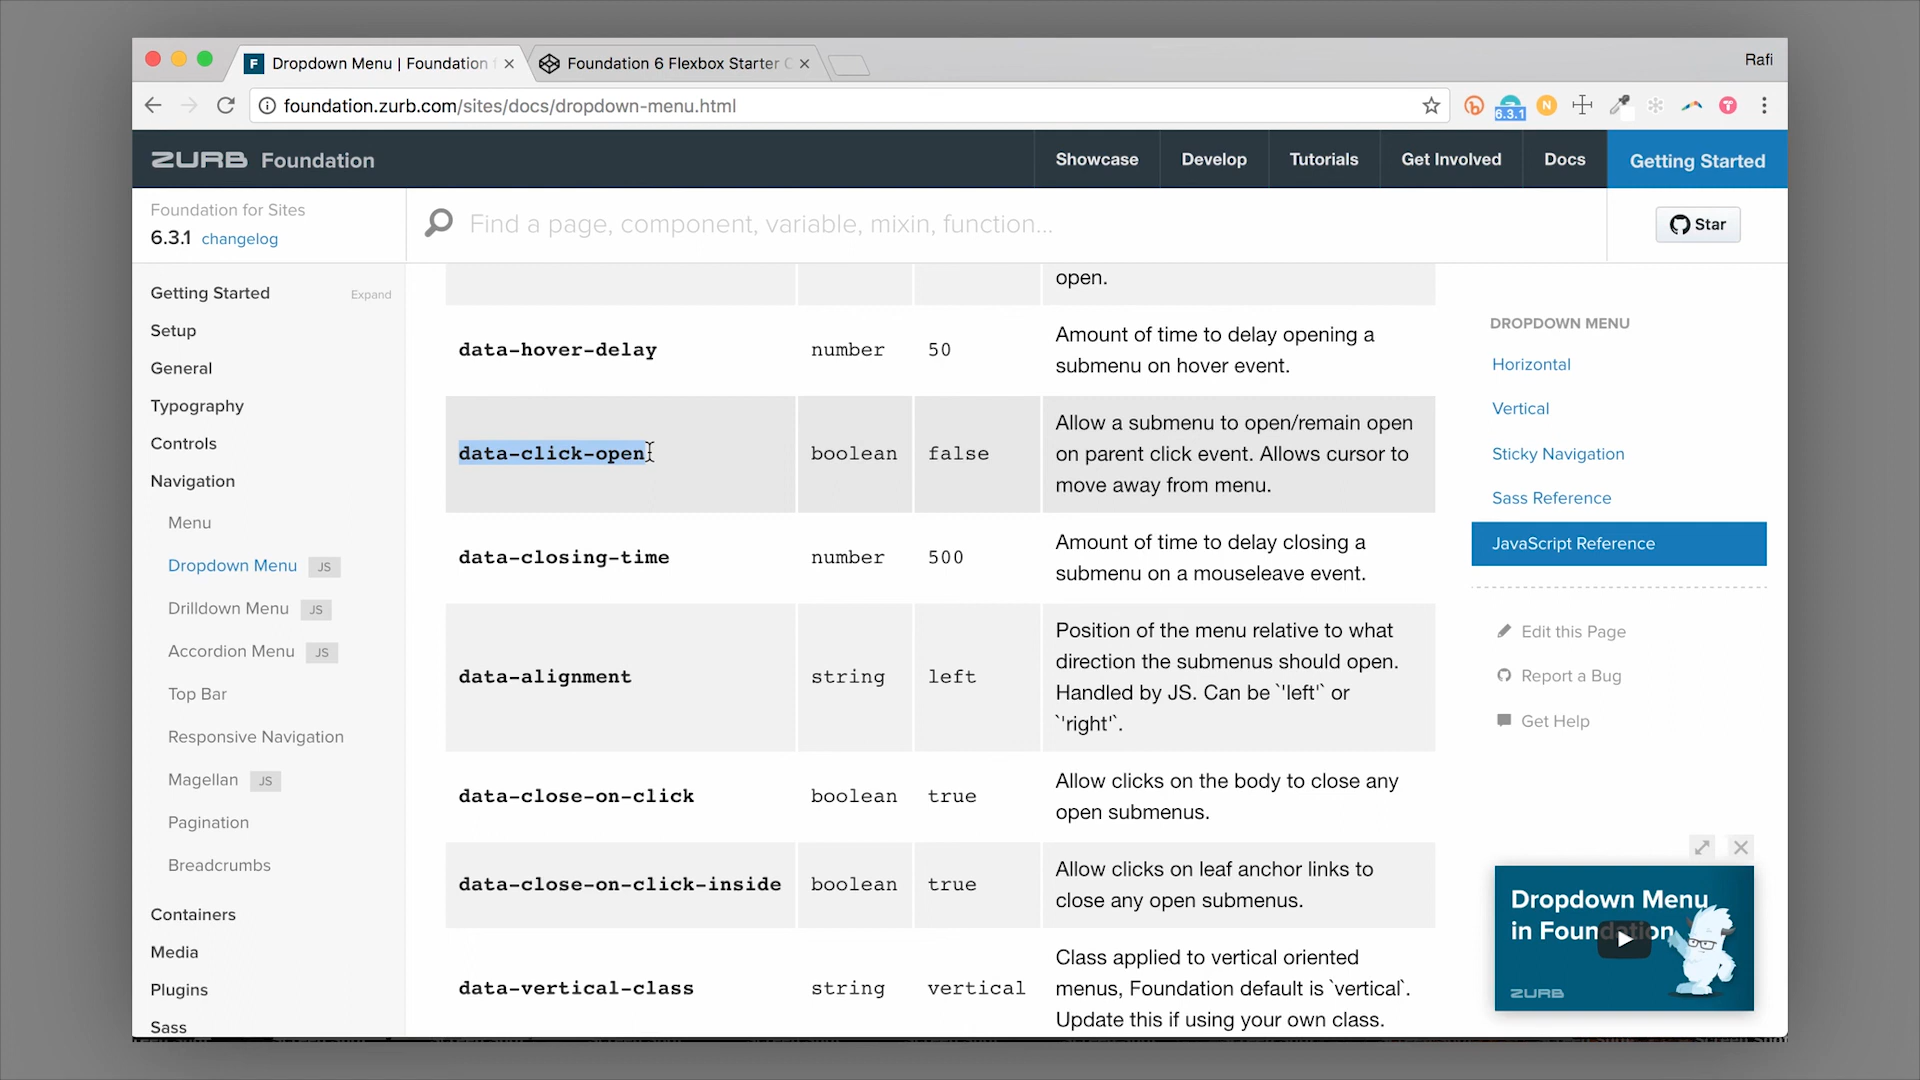 Dropdown Menu | Foundation
Foundation 6 Flexbox Starter
Rafi
foundation.zurb.com/sites/docs/dropdown-menu.html
6.3.1
N
T
ZURB Foundation
Showcase
Develop
Tutorials
Get Involved
Docs
Getting Started
Foundation for Sites
6.3.1 changelog
Find a page, component, variable, mixin, function...
Star
Getting Started
Expand
Setup
General
Typography
Controls
Navigation
Menu
Dropdown Menu JS
Drilldown Menu JS
Accordion Menu JS
Top Bar
Responsive Navigation
Magellan JS
Pagination
Breadcrumbs
Containers
Media
Plugins
Sass
open.
data-hover-delay number 50 Amount of time to delay opening a
submenu on hover event.
data-click-open boolean false Allow a submenu to open/remain open
on parent click event. Allows cursor to
move away from menu.
data-closing-time number 500 Amount of time to delay closing a
submenu on a mouseleave event.
data-alignment string left Position of the menu relative to what
direction the submenus should open.
Handled by JS. Can be `'left'` or
`'right'`.
data-close-on-click boolean true Allow clicks on the body to close any
open submenus.
data-close-on-click-inside boolean true Allow clicks on leaf anchor links to
close any open submenus.
data-vertical-class string vertical Class applied to vertical oriented
menus, Foundation default is `vertical`.
Update this if using your own class.
DROPDOWN MENU
Horizontal
Vertical
Sticky Navigation
Sass Reference
JavaScript Reference
Edit this Page
Report a Bug
Get Help
Dropdown Menu
in Foundation
ZURB